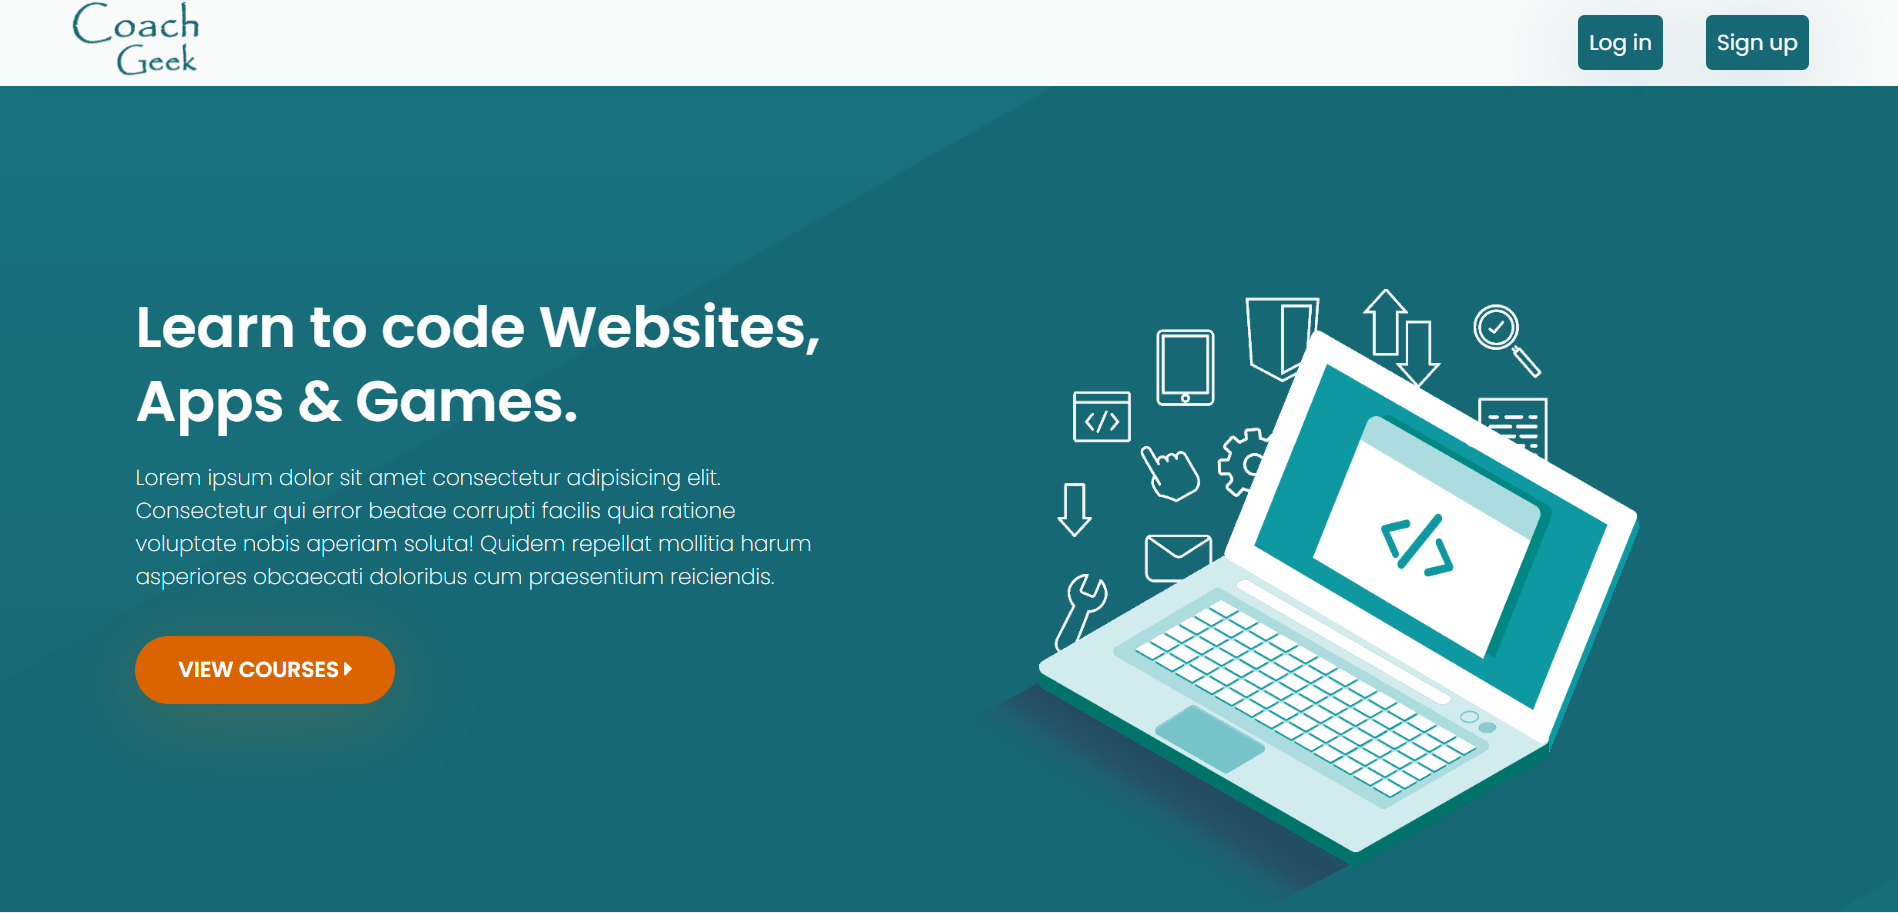 Coach
Geek
Log in
Sign up
Learn to code Websites,
Apps & Games.
Lorem ipsum dolor sit amet consectetur adipisicing elit.
Consectetur qui error beatae corrupti facilis quia ratione
voluptate nobis aperiam soluta! Quidem repellat mollitia harum
asperiores obcaecati doloribus cum praesentium reiciendis.
VIEW COURSES
</>
</>